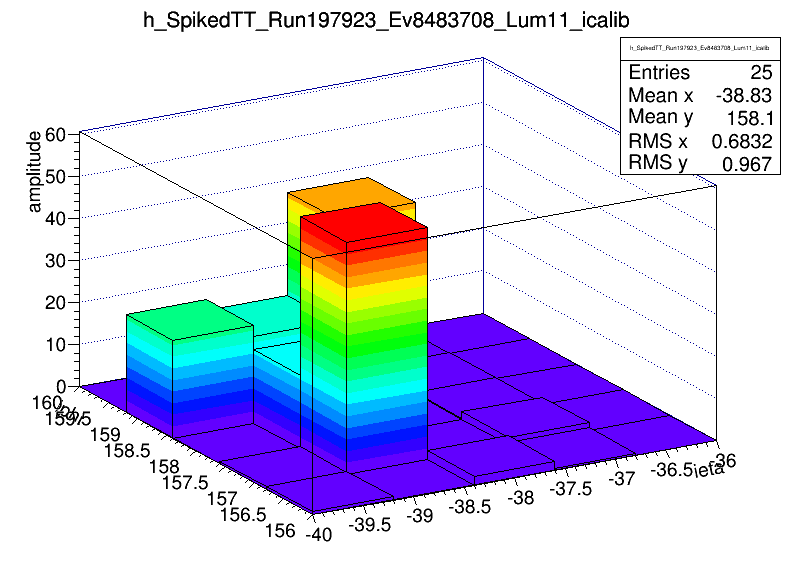 h_SpikedTT_Run197923_Ev8483708_Lum11_icalib
h_SpikedTT_Run197923_Ev8483708_Lum11_icalib
Entries 25
Mean x -38.83
Mean y 158.1
RMS x 0.6832
RMS y 0.967
amplitude
60
50
40
30
20
10
0
160
159.5
159
158.5
158
157.5
157
156.5
156
-40
-39.5
-39
-38.5
-38
-37.5
-37
-36.5
-36
ieta